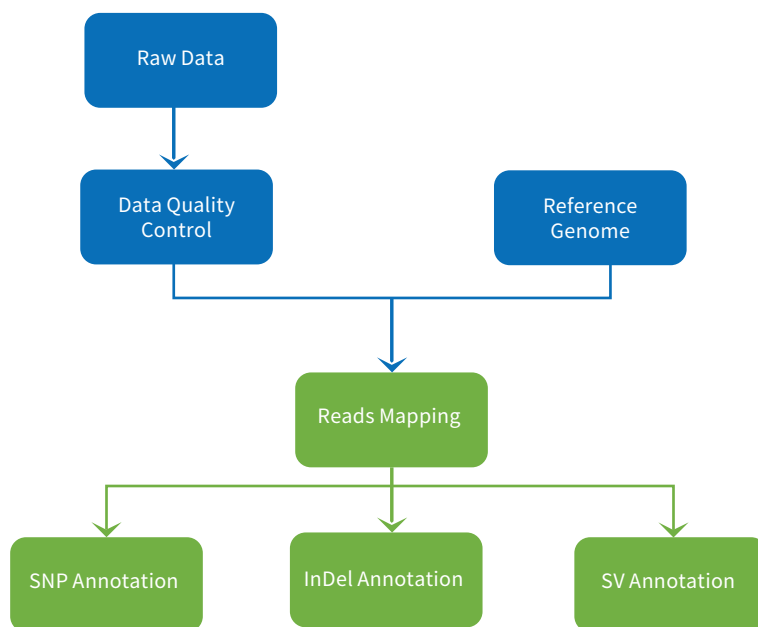 Raw Data
Data Quality
Control
Reference
Genome
Reads Mapping
SNP Annotation
InDel Annotation
SV Annotation